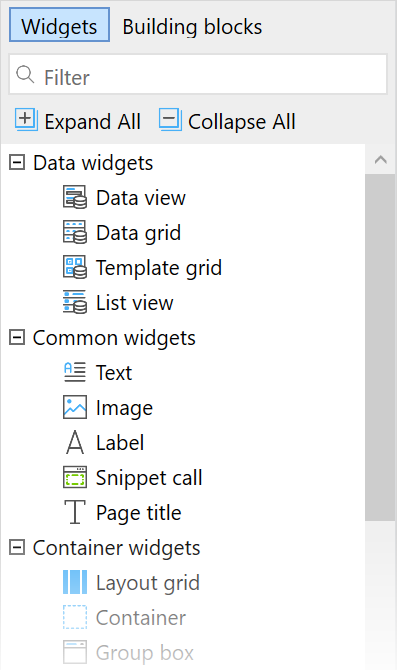 Widgets Building blocks
Filter
Expand All Collapse All
Data widgets
Data view
Data grid
Template grid
List view
Common widgets
Text
Image
Label
Snippet call
Page title
Container widgets
Layout grid
Container
Group box